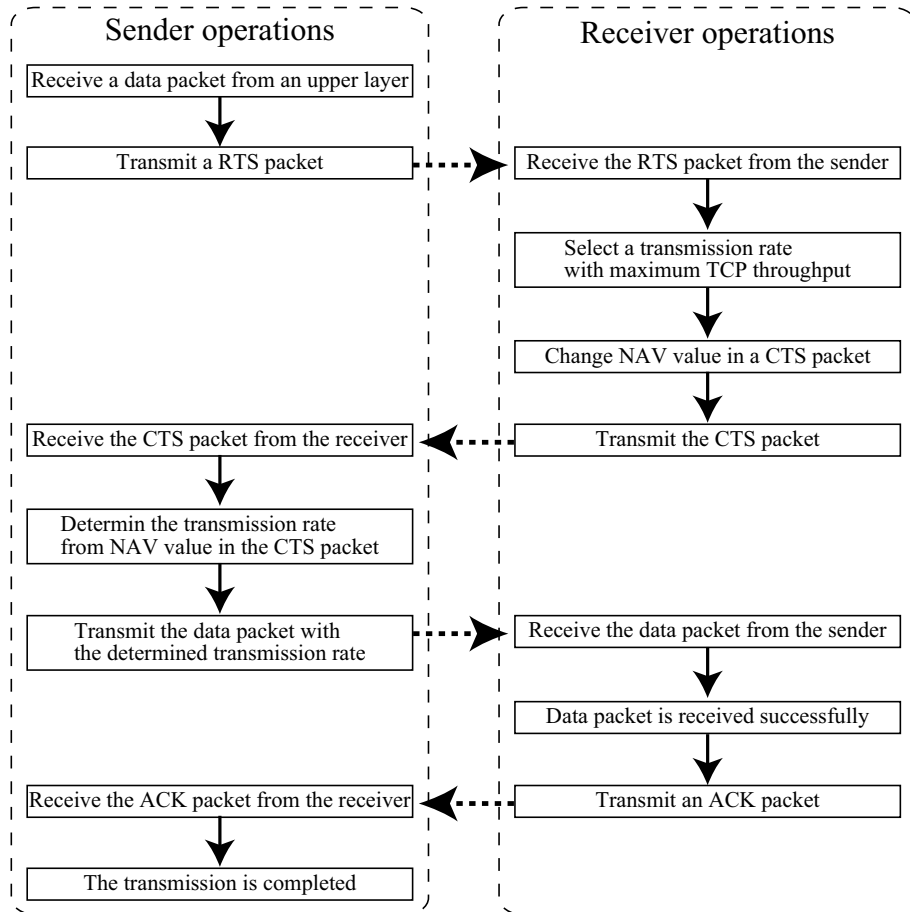 Sender operations
Receive a data packet from an upper layer
Transmit a RTS packet
Receive the CTS packet from the receiver
Determin the transmission rate
from NAV value in the CTS packet
Transmit the data packet with
the determined transmission rate
Receive the ACK packet from the receiver
The transmission is completed
Receiver operations
Receive the RTS packet from the sender
Select a transmission rate
with maximum TCP throughput
Change NAV value in a CTS packet
Transmit the CTS packet
Receive the data packet from the sender
Data packet is received successfully
Transmit an ACK packet